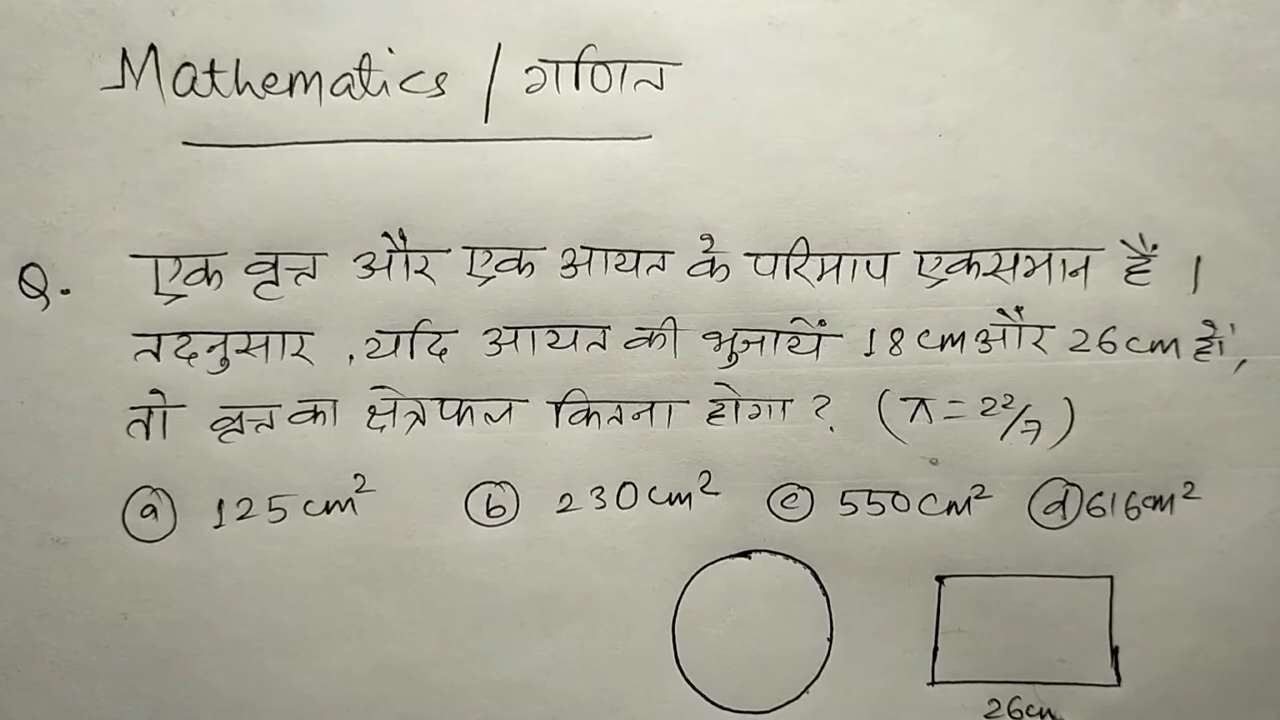 Mathematics / गणित
Q. एक वृत्त और एक आयत के परिमाप एकसमान हैं ।
तदनुसार , यदि आयत की भुजायें 18 cm और 26 cm हों,
तो वृत्त का क्षेत्रफल कितना होगा ? (π = 22/7)
(a) 125 cm² (b) 230 cm² (c) 550 cm² (d) 616 cm²
26cm